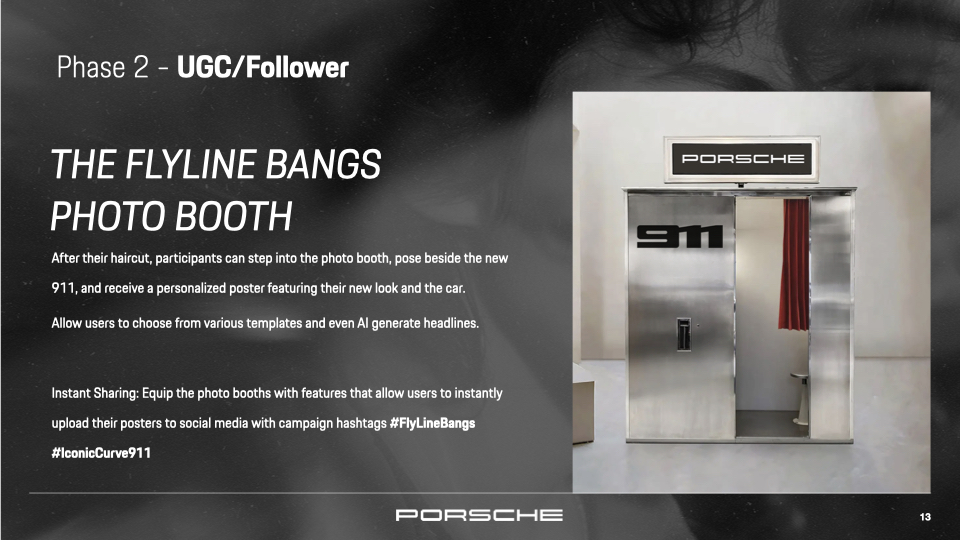 Phase 2 - UGC/Follower
THE FLYLINE BANGS
PHOTO BOOTH
After their haircut, participants can step into the photo booth, pose beside the new
911, and receive a personalized poster featuring their new look and the car.
Allow users to choose from various templates and even AI generate headlines.
Instant Sharing: Equip the photo booths with features that allow users to instantly
upload their posters to social media with campaign hashtags #FlyLineBangs
#IconicCurve911
PORSCHE
911
PORSCHE
13